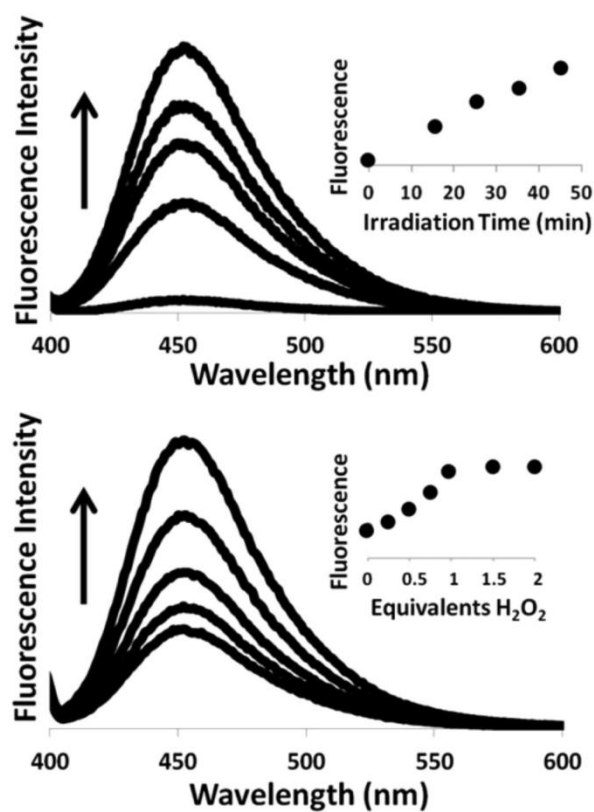 Fluorescence Intensity
Fluorescence
0 10 20 30 40 50
Irradiation Time (min)
400 450 500 550 600
Wavelength (nm)
Fluorescence Intensity
Fluorescence
0 0.5 1 1.5 2
Equivalents H₂O₂
400 450 500 550 600
Wavelength (nm)